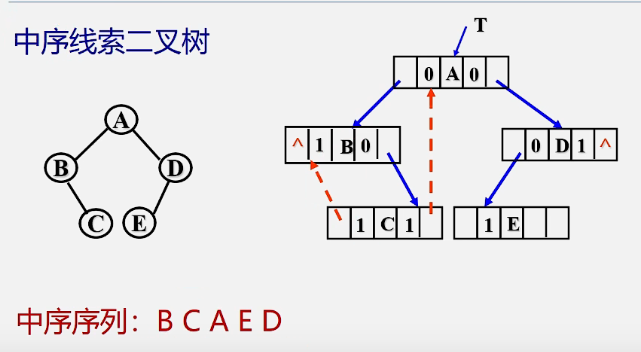 中序线索二叉树
T
0 A 0
A
^ 1 B 0
0 D 1 ^
B D
C E
1 C 1
1 E
中序序列：B C A E D